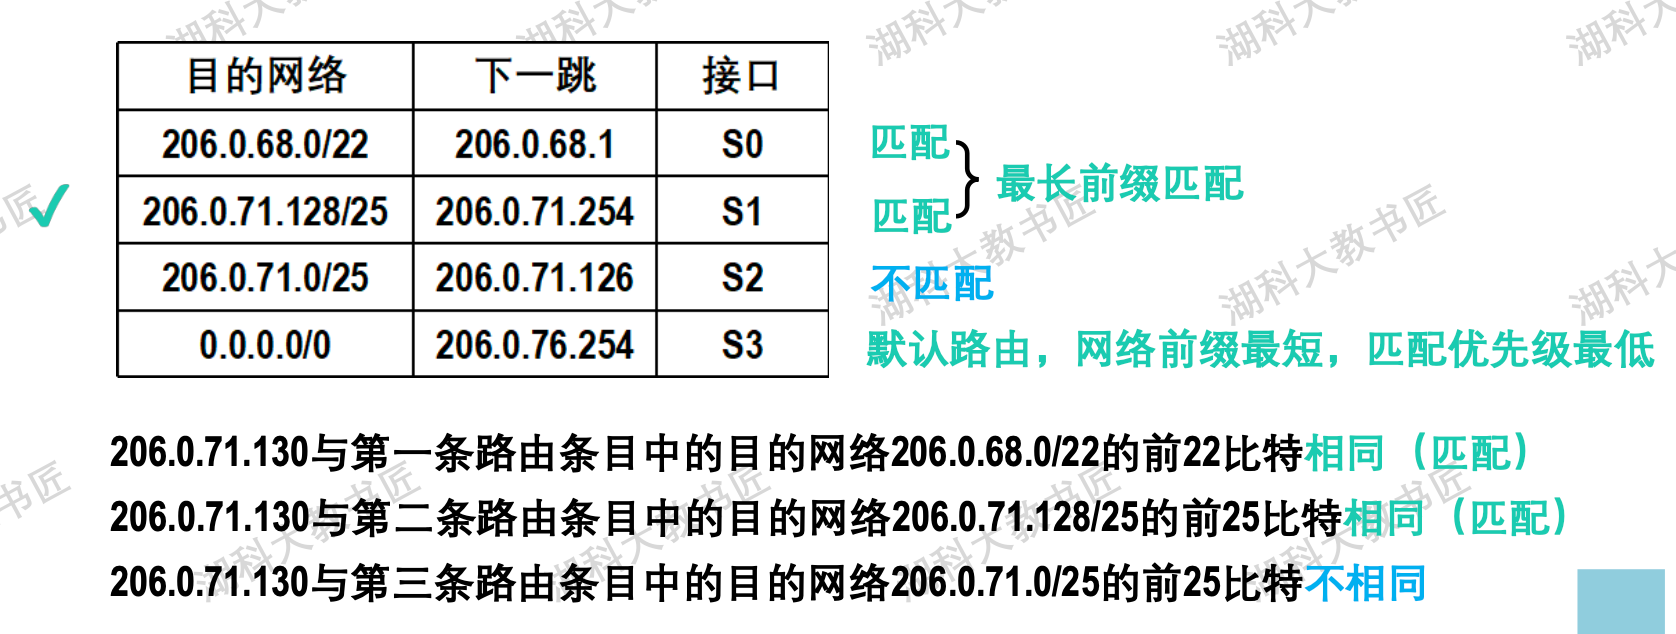 目的网络 下一跳 接口
206.0.68.0/22 206.0.68.1 S0 匹配
最长前缀匹配
206.0.71.128/25 206.0.71.254 S1 匹配
206.0.71.0/25 206.0.71.126 S2 不匹配
0.0.0.0/0 206.0.76.254 S3 默认路由，网络前缀最短，匹配优先级最低
206.0.71.130与第一条路由条目中的目的网络206.0.68.0/22的前22比特相同（匹配）
206.0.71.130与第二条路由条目中的目的网络206.0.71.128/25的前25比特相同（匹配）
206.0.71.130与第三条路由条目中的目的网络206.0.71.0/25的前25比特不相同
湖科大教书匠